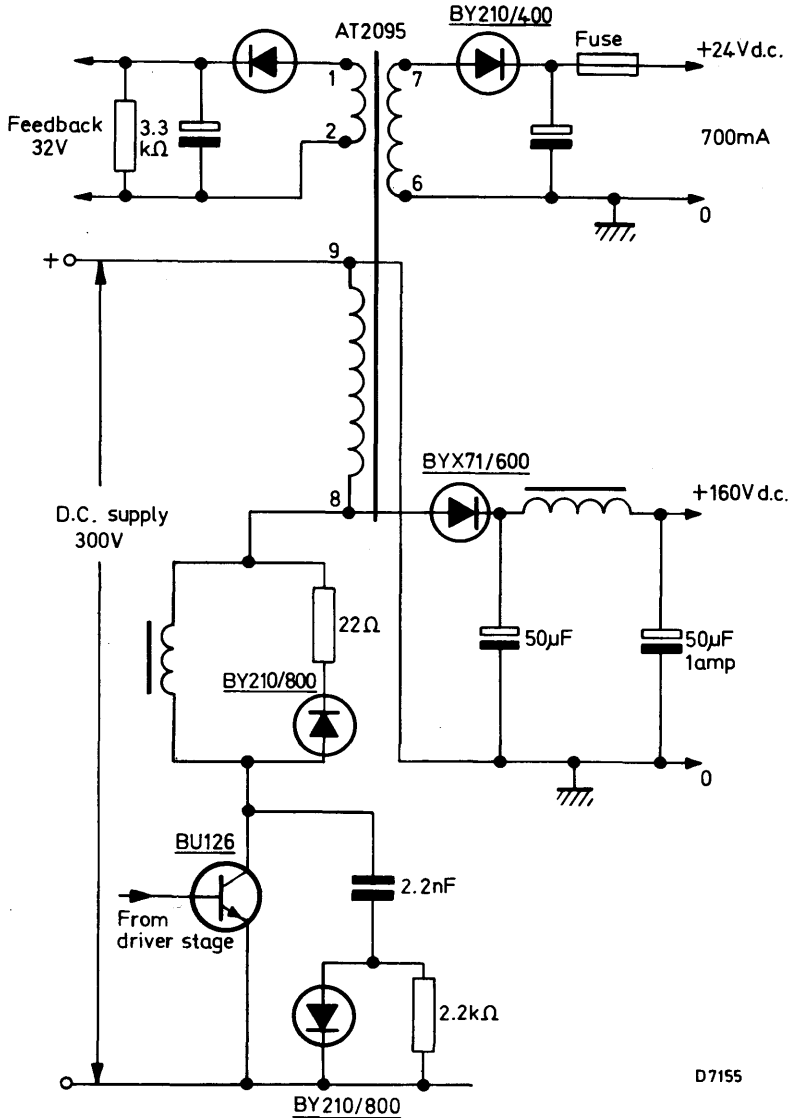 AT2095
BY210/400
Fuse
+24V d.c.
1
7
Feedback
32V
3.3
kΩ
2
700mA
6
0
9
+
BYX71/600
+160V d.c.
8
D.C. supply
300V
22Ω
50µF
50µF
1amp
BY210/800
0
BU126
2.2nF
From
driver stage
2.2kΩ
D7155
BY210/800